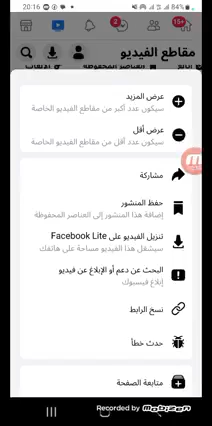 20:16
84%
2
15+
مقاطع الفيديو
عرض المزيد
سيكون عدد أكبر من مقاطع الفيديو الخاصة
عرض أقل
سيكون عدد أقل من مقاطع الفيديو الخاصة
مشاركة
حفظ المنشور
إضافة هذا المنشور إلى العناصر المحفوظة
تنزيل الفيديو على Facebook Lite
سيشغل هذا الفيديو مساحة على هاتفك
البحث عن دعم أو الإبلاغ عن فيديو
إبلاغ فيسبوك
نسخ الرابط
حدث خطأ
متابعة الصفحة
Recorded by Mobizen